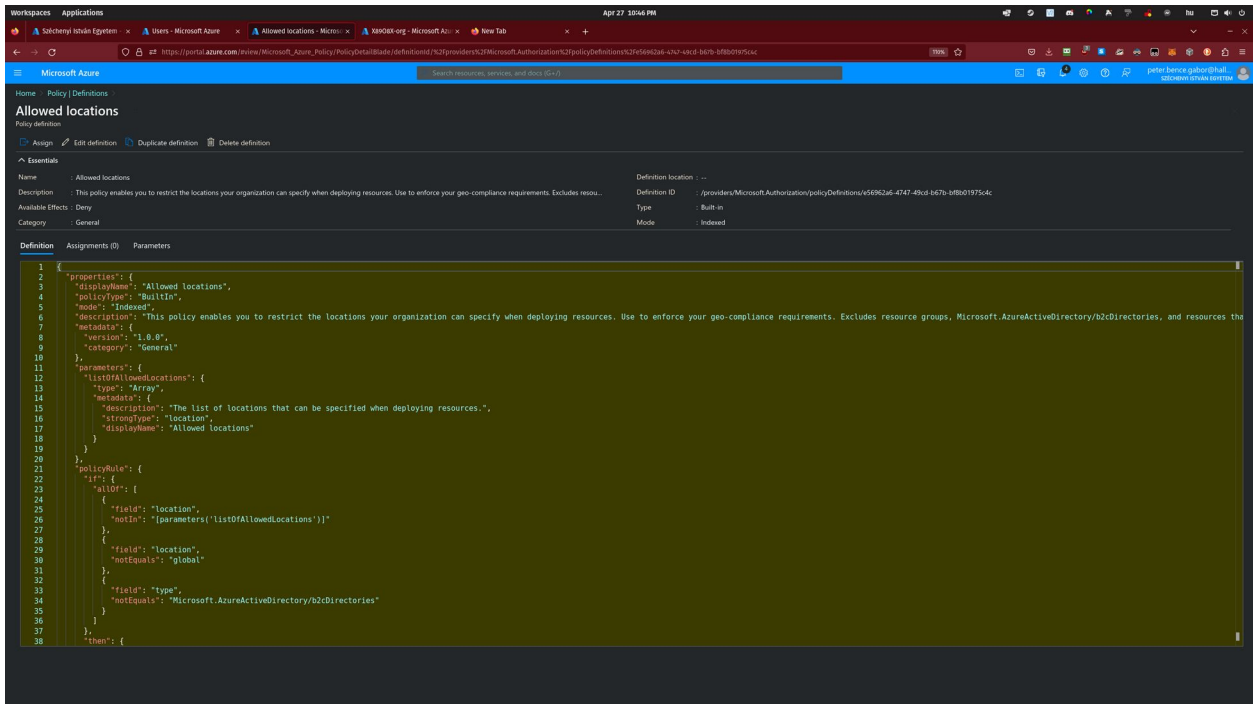 Workspaces Applications Apr 27 10:46 PM hu
Széchenyi István Egyetem - Users - Microsoft Azure Allowed locations - Micros X8908X-org - Microsoft Az New Tab
https://portal.azure.com/#view/Microsoft_Azure_Policy/PolicyDetailBlade/definitionId/%2Fproviders%2FMicrosoft.Authorization%2FpolicyDefinitions%2Fe56962a6-4747-49cd-b67b-bf8b01975c4c 110%
Microsoft Azure Search resources, services, and docs (G+/) 4 peter.bence.gabor@hall...
SZÉCHENYI ISTVÁN EGYETEM
Home > Policy | Definitions >
Allowed locations
Policy definition
Assign Edit definition Duplicate definition Delete definition
Essentials
Name : Allowed locations Definition location : --
Description : This policy enables you to restrict the locations your organization can specify when deploying resources. Use to enforce your geo-compliance requirements. Excludes resou... Definition ID : /providers/Microsoft.Authorization/policyDefinitions/e56962a6-4747-49cd-b67b-bf8b01975c4c
Available Effects : Deny Type : Built-in
Category : General Mode : Indexed
Definition Assignments (0) Parameters
1 {
2 "properties": {
3 "displayName": "Allowed locations",
4 "policyType": "BuiltIn",
5 "mode": "Indexed",
6 "description": "This policy enables you to restrict the locations your organization can specify when deploying resources. Use to enforce your geo-compliance requirements. Excludes resource groups, Microsoft.AzureActiveDirectory/b2cDirectories, and resources tha
7 "metadata": {
8 "version": "1.0.0",
9 "category": "General"
10 },
11 "parameters": {
12 "listOfAllowedLocations": {
13 "type": "Array",
14 "metadata": {
15 "description": "The list of locations that can be specified when deploying resources.",
16 "strongType": "location",
17 "displayName": "Allowed locations"
18 }
19 }
20 },
21 "policyRule": {
22 "if": {
23 "allOf": [
24 {
25 "field": "location",
26 "notIn": "[parameters('listOfAllowedLocations')]"
27 },
28 {
29 "field": "location",
30 "notEquals": "global"
31 },
32 {
33 "field": "type",
34 "notEquals": "Microsoft.AzureActiveDirectory/b2cDirectories"
35 }
36 ]
37 },
38 "then": {